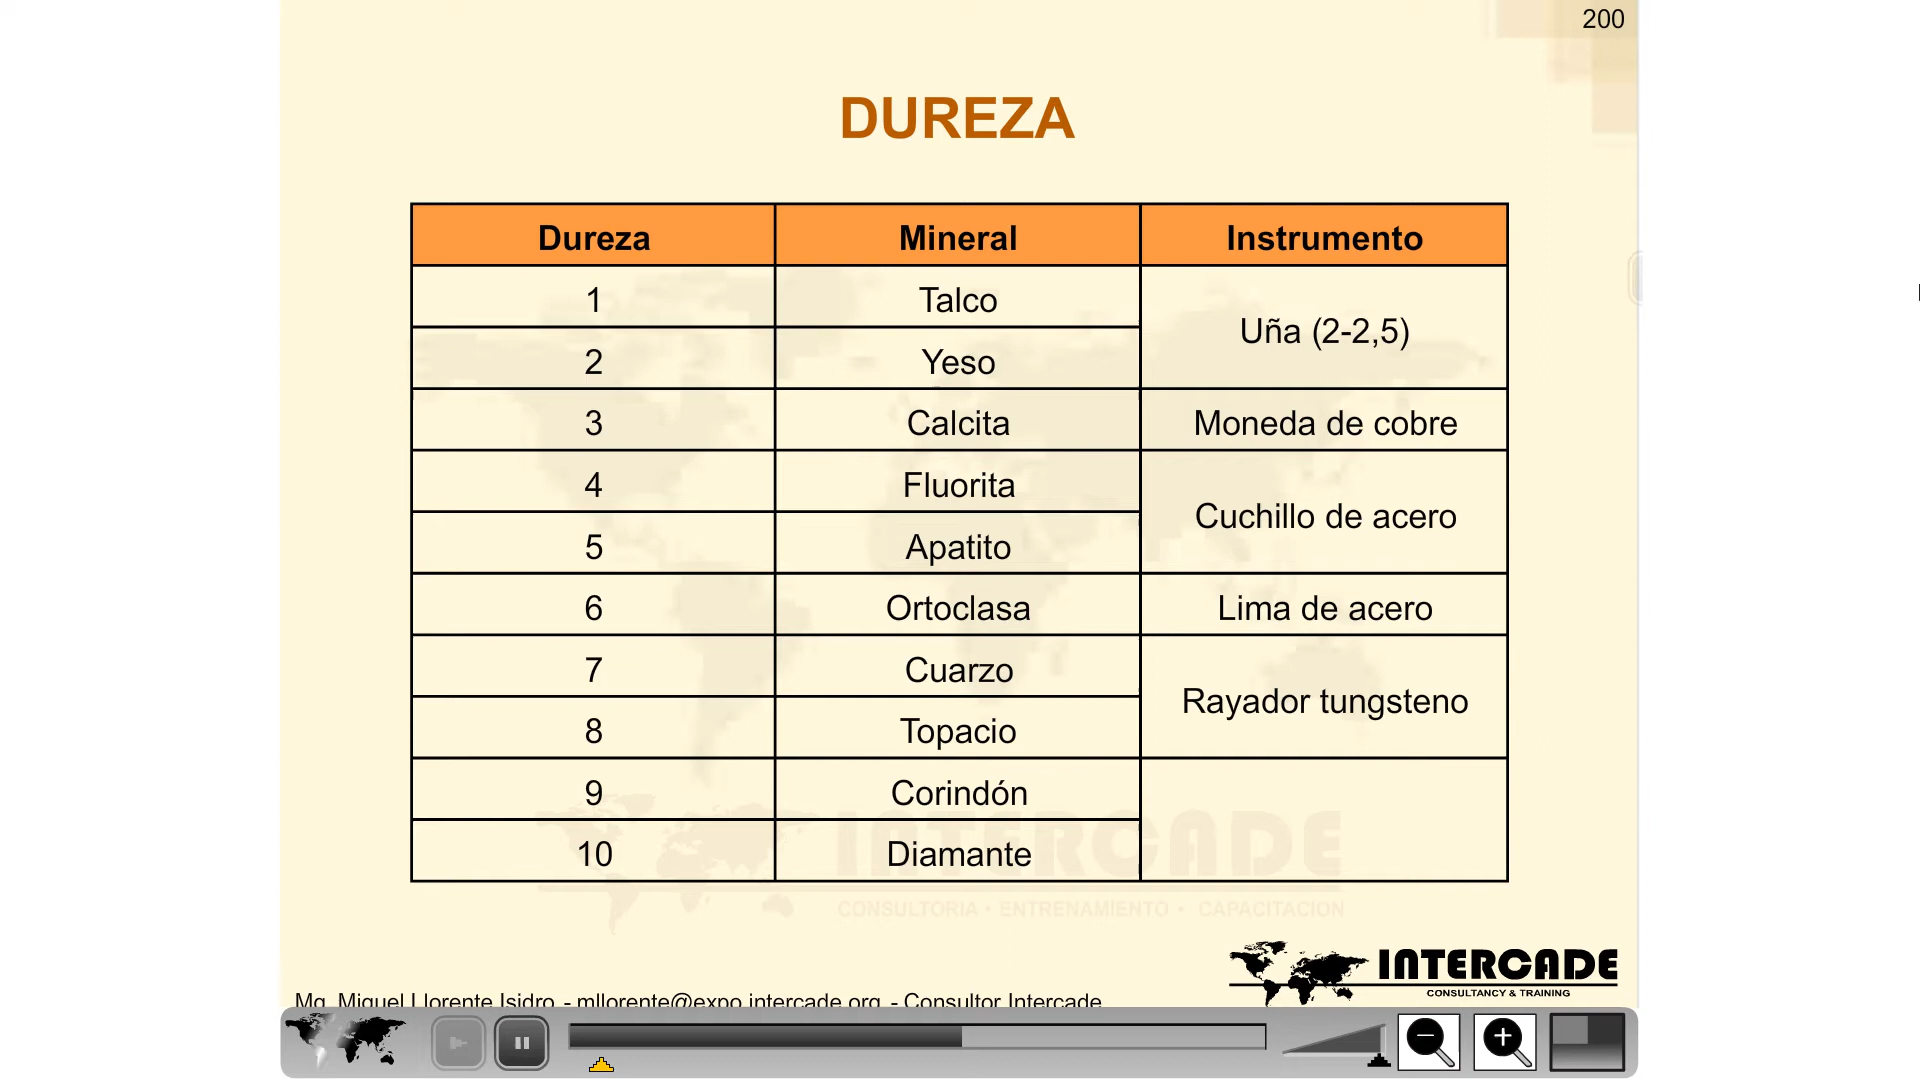 200
DUREZA
Dureza Mineral Instrumento
1 Talco Uña (2-2,5)
2 Yeso
3 Calcita Moneda de cobre
4 Fluorita Cuchillo de acero
5 Apatito
6 Ortoclasa Lima de acero
7 Cuarzo Rayador tungsteno
8 Topacio
9 Corindón
10 Diamante
INTERCADE
CONSULTORIA • ENTRENAMIENTO • CAPACITACION
INTERCADE
CONSULTANCY & TRAINING
Mg. Miguel Llorente Isidro - mllorente@expo.intercade.org - Consultor Intercade